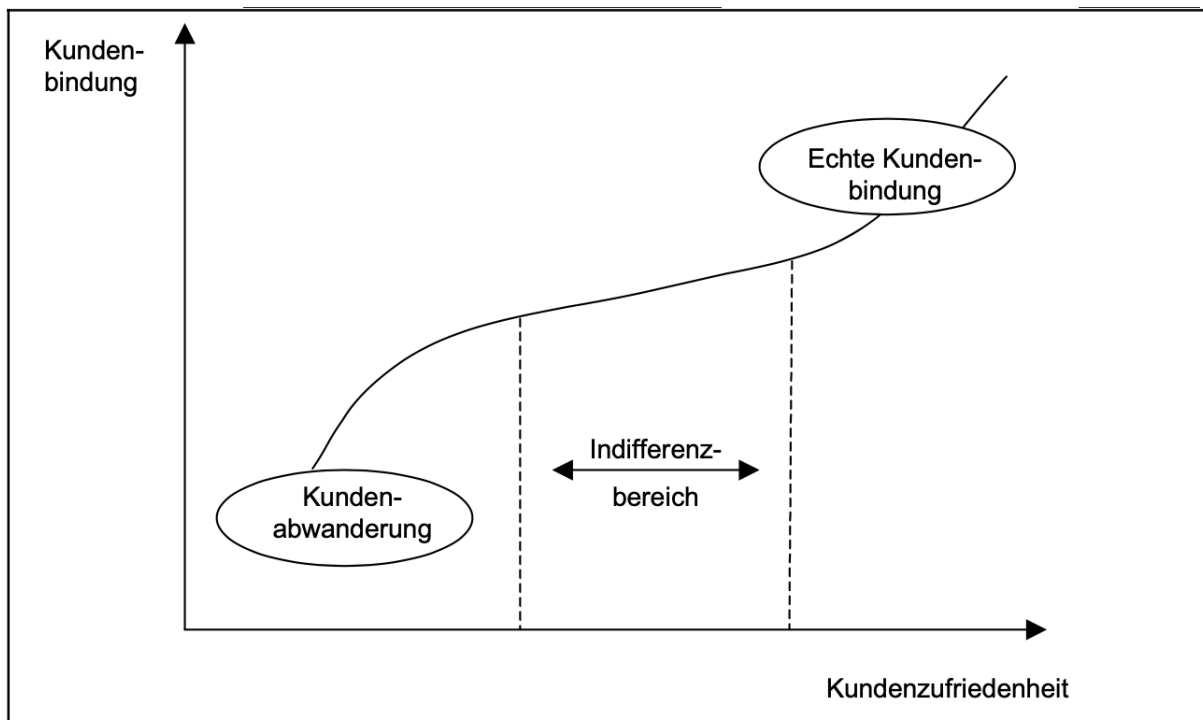 Kunden-
bindung
Echte Kunden-
bindung
Indifferenz-
bereich
Kunden-
abwanderung
Kundenzufriedenheit